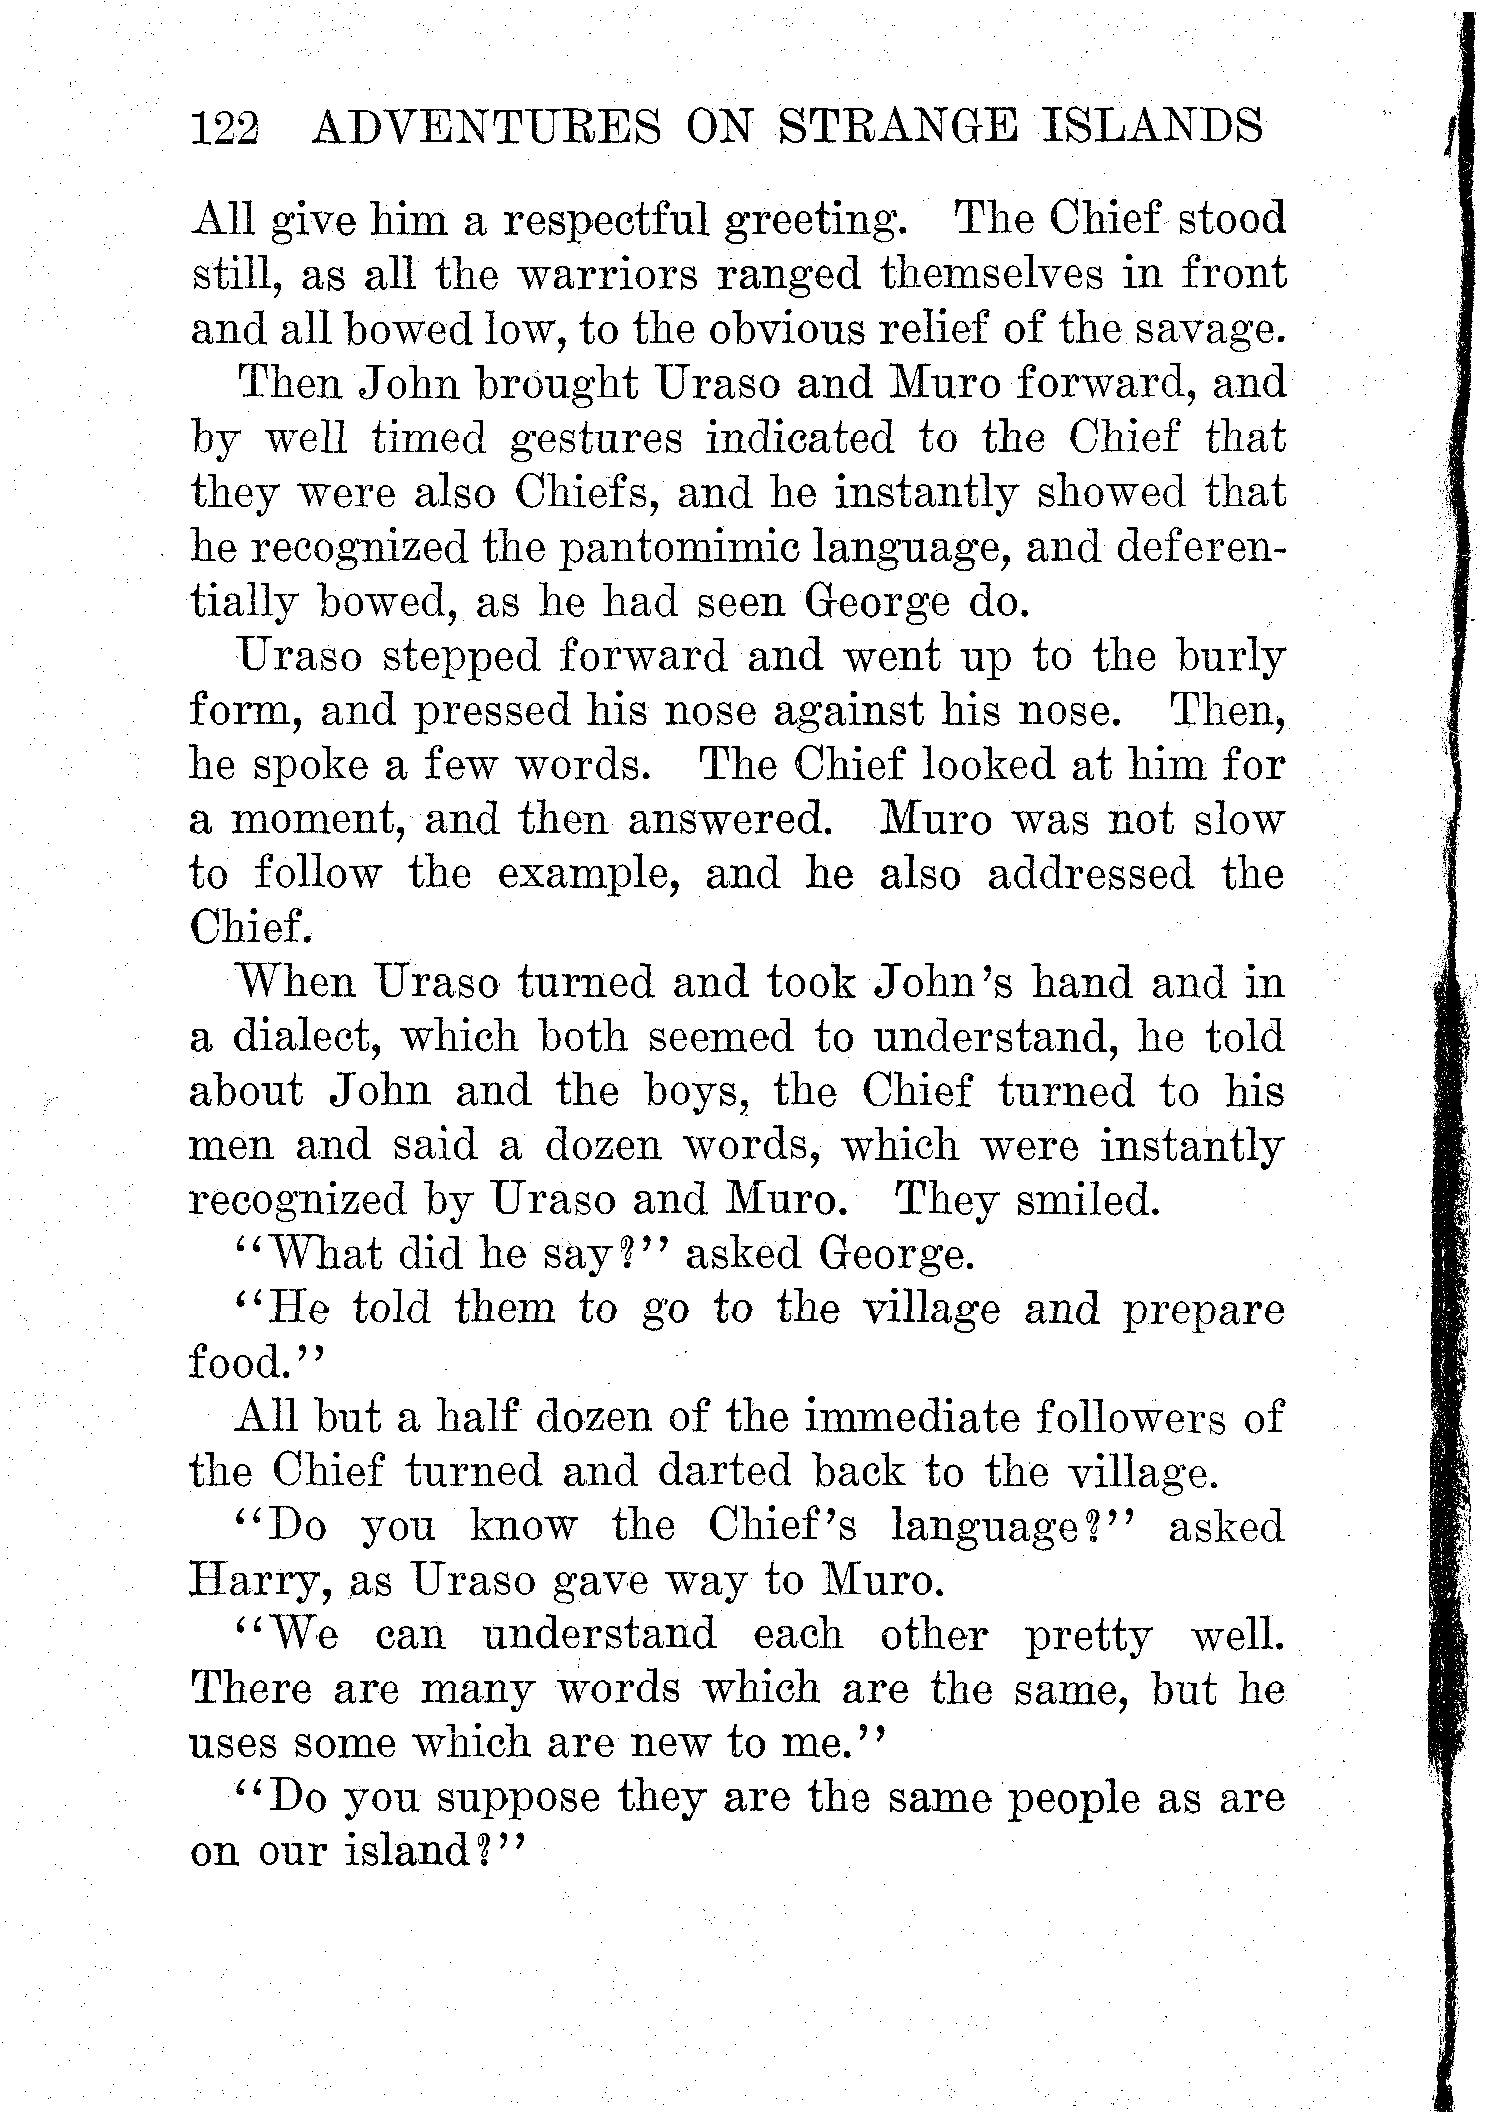 122 ADVENTURES ON STRANGE ISLANDS
All give him a respectful greeting. The Chief stood
still, as all the warriors ranged themselves in front
and all bowed low, to the obvious relief of the savage.
Then John brought Uraso and Muro forward, and
by well timed gestures indicated to the Chief that
they were also Chiefs, and he instantly showed that
he recognized the pantomimic language, and deferen-
tially bowed, as he had seen George do.
Uraso stepped forward and went up to the burly
form, and pressed his nose against his nose. Then,
he spoke a few words. The Chief looked at him for
a moment, and then answered. Muro was not slow
to follow the example, and he also addressed the
Chief.
When Uraso turned and took John's hand and in
a dialect, which both seemed to understand, he told
about John and the boys, the Chief turned to his
men and said a dozen words, which were instantly
recognized by Uraso and Muro. They smiled.
"What did he say?" asked George.
"He told them to go to the village and prepare
food."
All but a half dozen of the immediate followers of
the Chief turned and darted back to the village.
"Do you know the Chief's language?" asked
Harry, as Uraso gave way to Muro.
"We can understand each other pretty well.
There are many words which are the same, but he
uses some which are new to me."
"Do you suppose they are the same people as are
on our island?"